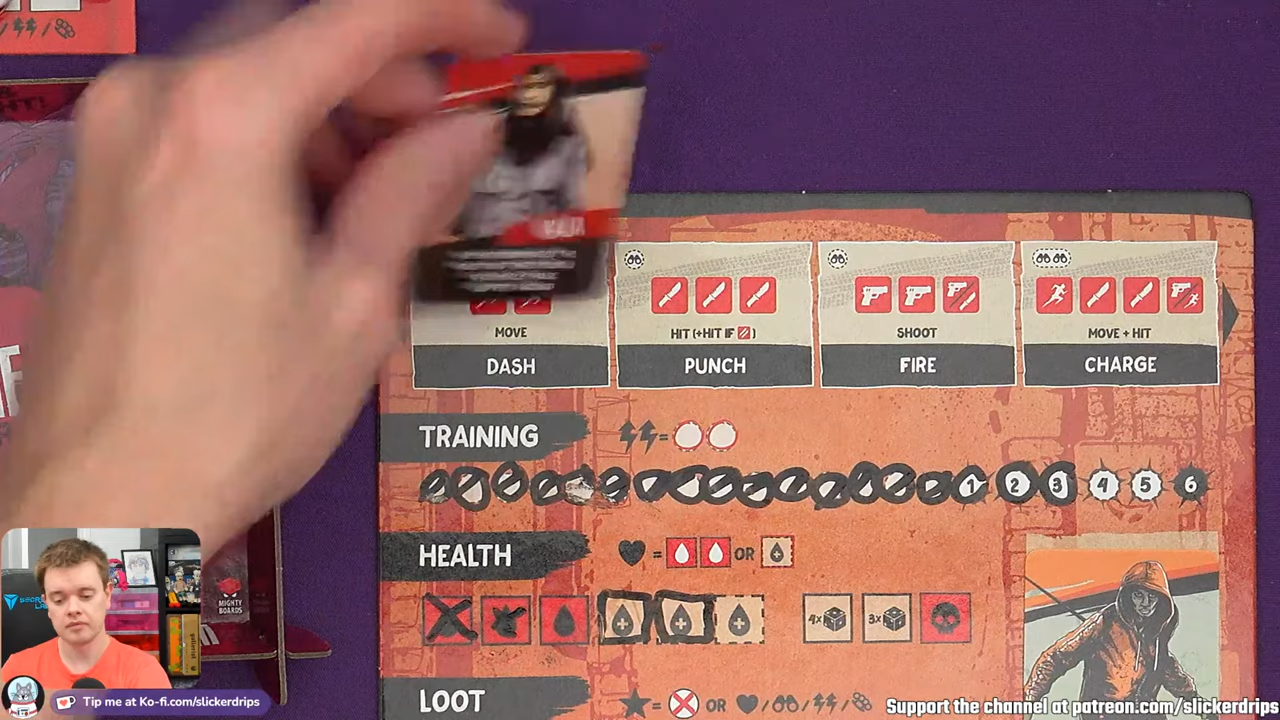 MOVE
DASH
HIT (+HIT IF )
PUNCH
SHOOT
FIRE
MOVE + HIT
CHARGE
TRAINING
=
1 2 3 4 5 6
HEALTH
= OR
4x
3x
LOOT
= OR / / /
MIGHTY
BOARDS
Tip me at Ko-fi.com/slickerdrips
Support the channel at patreon.com/slickerdrips